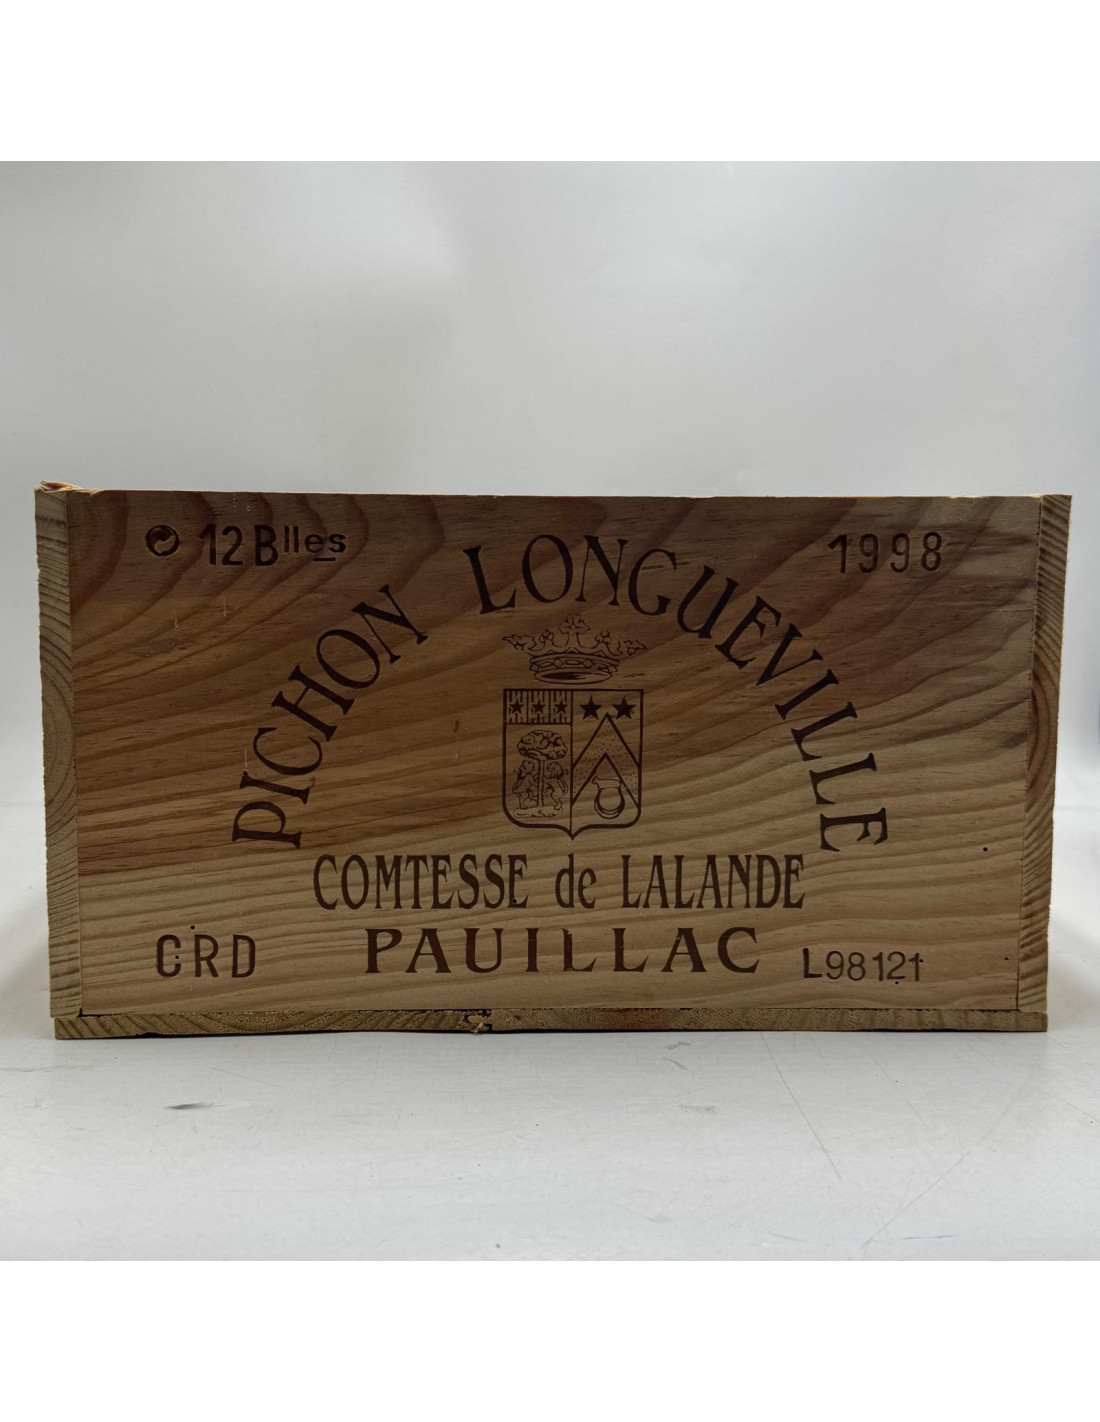 12 Blles
1998
PICHON LONGUEVILLE
COMTESSE de LALANDE
PAUILLAC
CRD
L98121